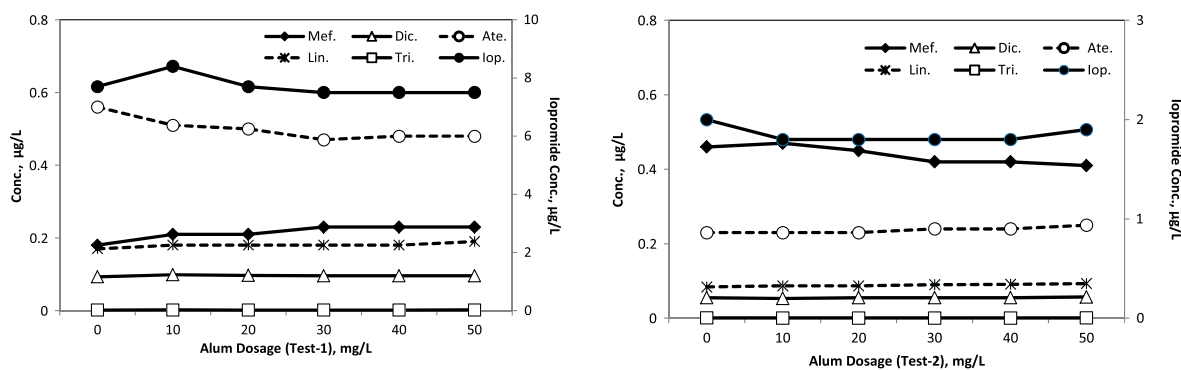 0.8
0.6
0.4
0.2
0
Conc., µg/L
10
8
6
4
2
0
Iopromide Conc., µg/L
Mef. Dic. Ate.
Lin. Tri. Iop.
0 10 20 30 40 50
Alum Dosage (Test-1), mg/L
0.8
0.6
0.4
0.2
0
Conc., µg/L
3
2
1
0
Iopromide Conc., µg/L
Mef. Dic. Ate.
Lin. Tri. Iop.
0 10 20 30 40 50
Alum Dosage (Test-2), mg/L